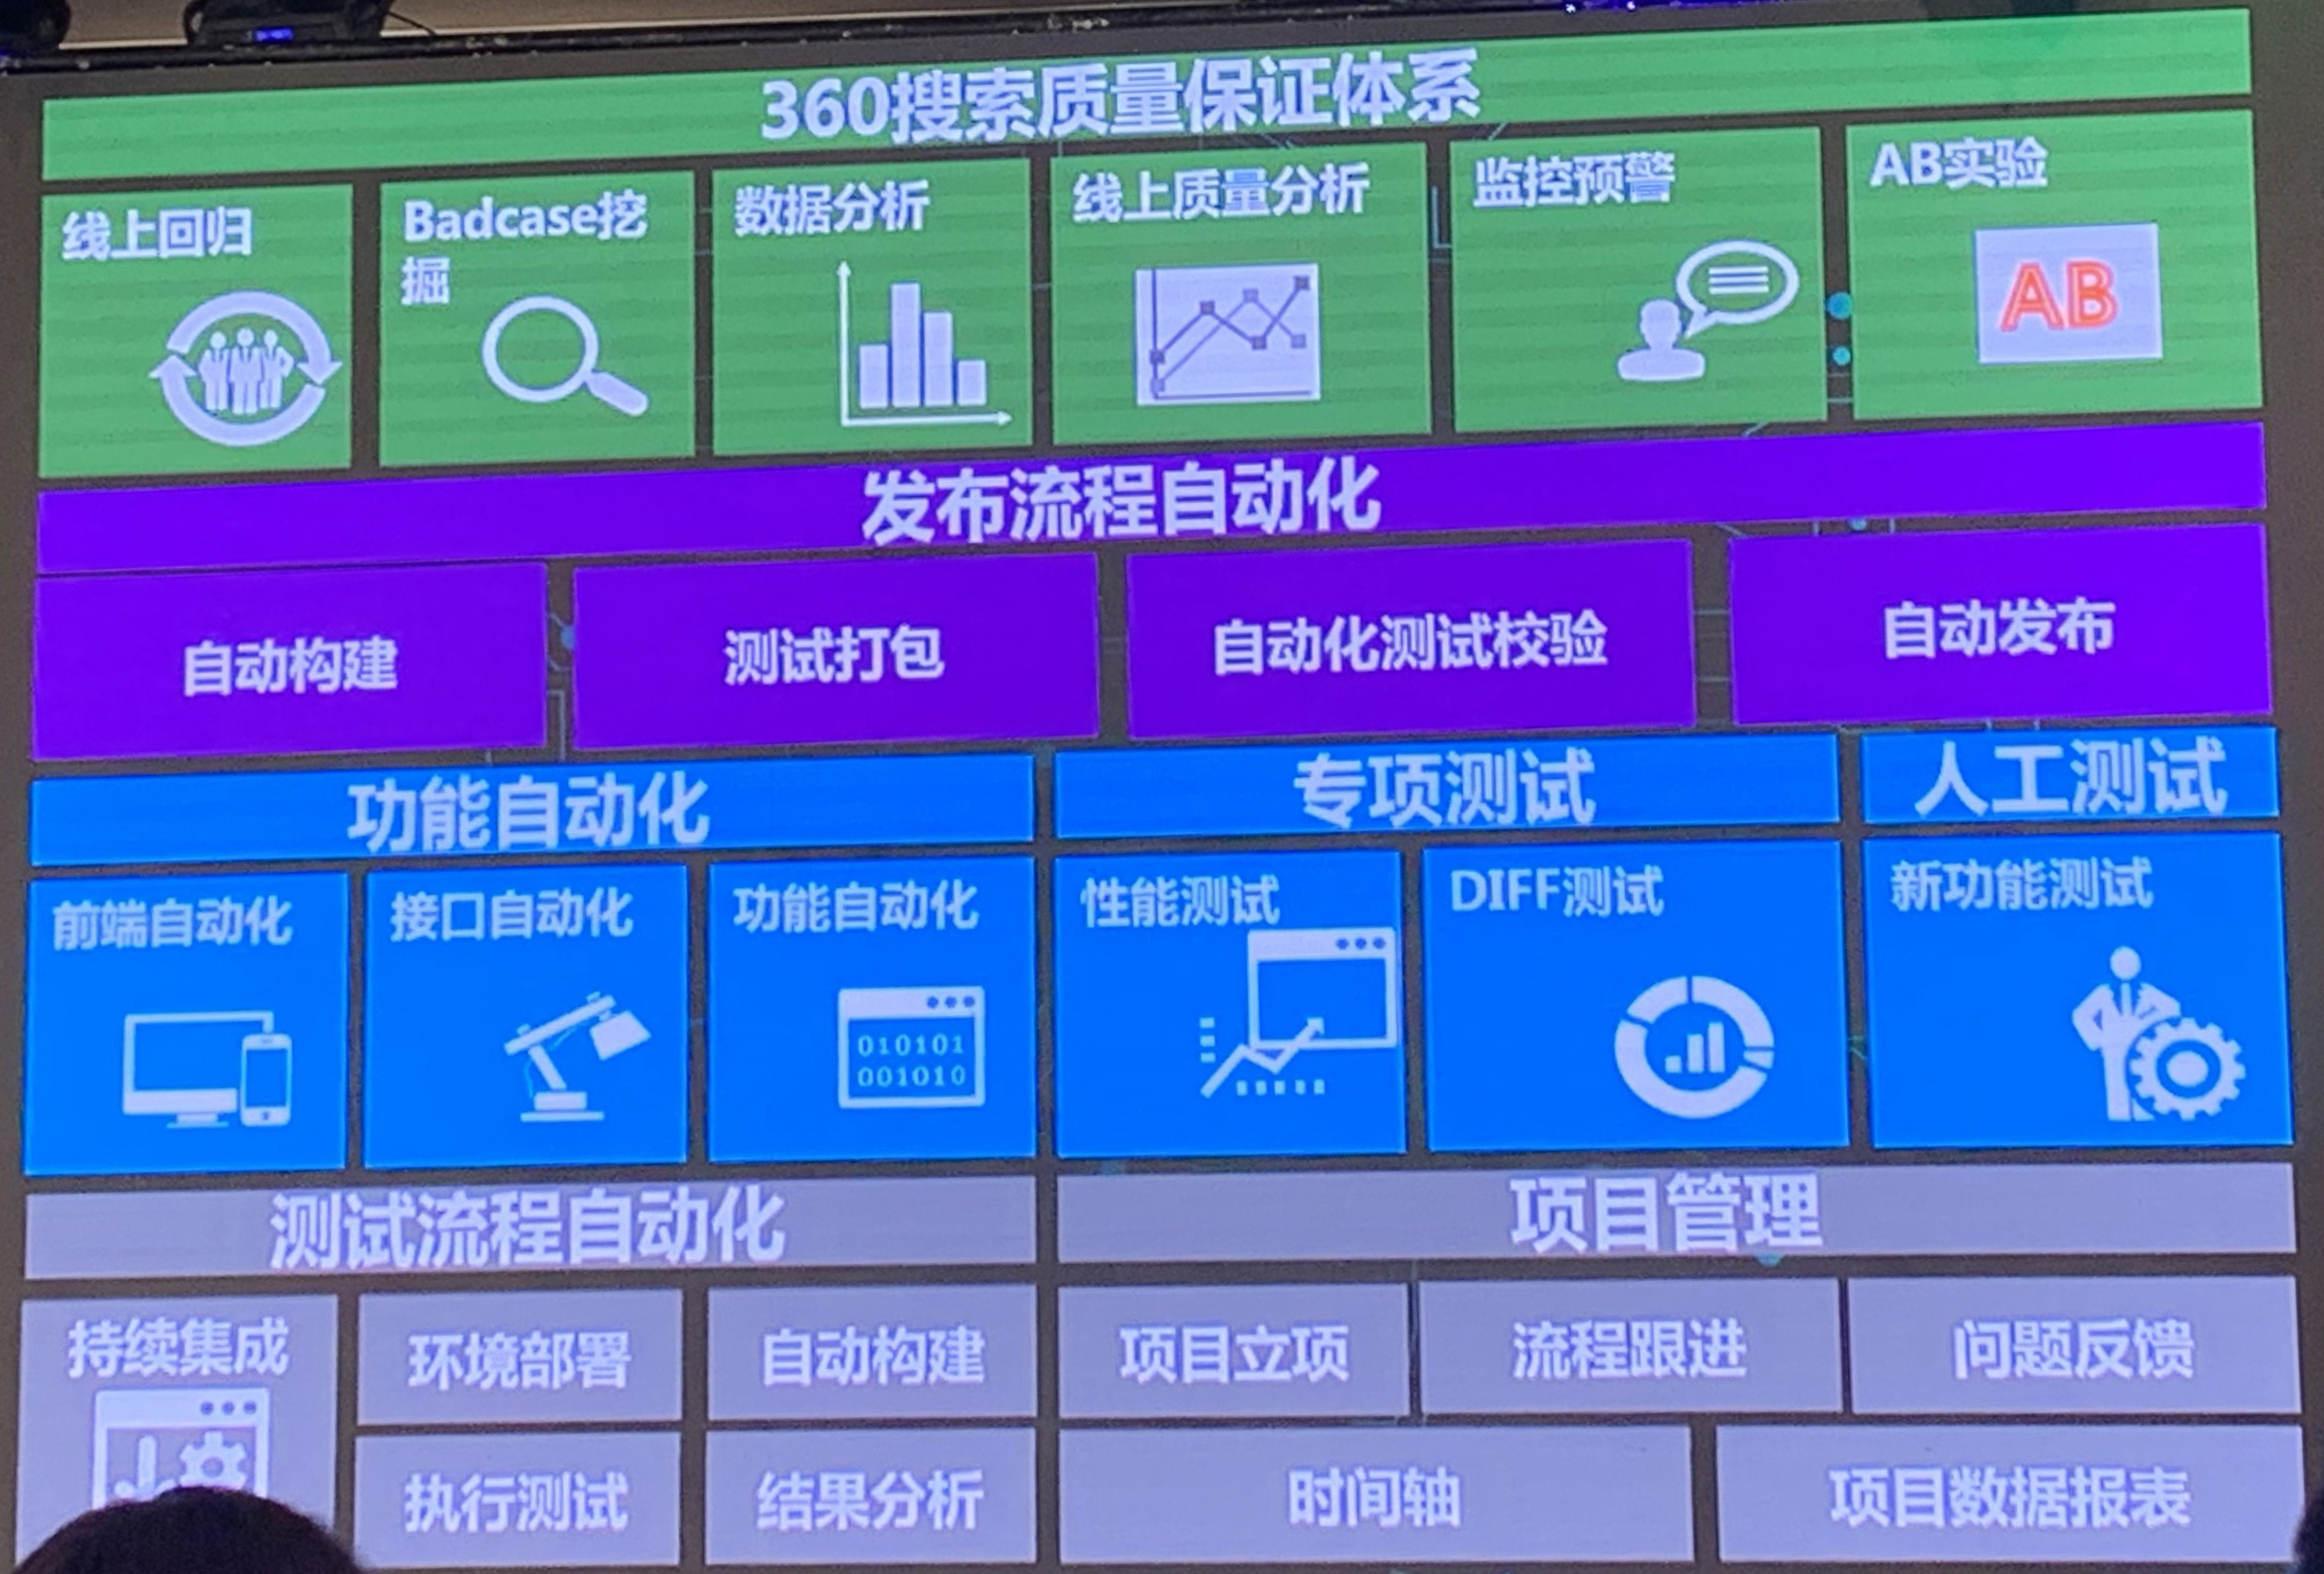 360搜索质量保证体系
线上回归
Badcase挖
掘
数据分析
线上质量分析
监控预警
AB实验
AB
发布流程自动化
自动构建
测试打包
自动化测试校验
自动发布
功能自动化
专项测试
人工测试
前端自动化
接口自动化
功能自动化
010101
001010
性能测试
DIFF测试
新功能测试
测试流程自动化
项目管理
持续集成
环境部署
自动构建
项目立项
流程跟进
问题反馈
执行测试
结果分析
时间轴
项目数据报表